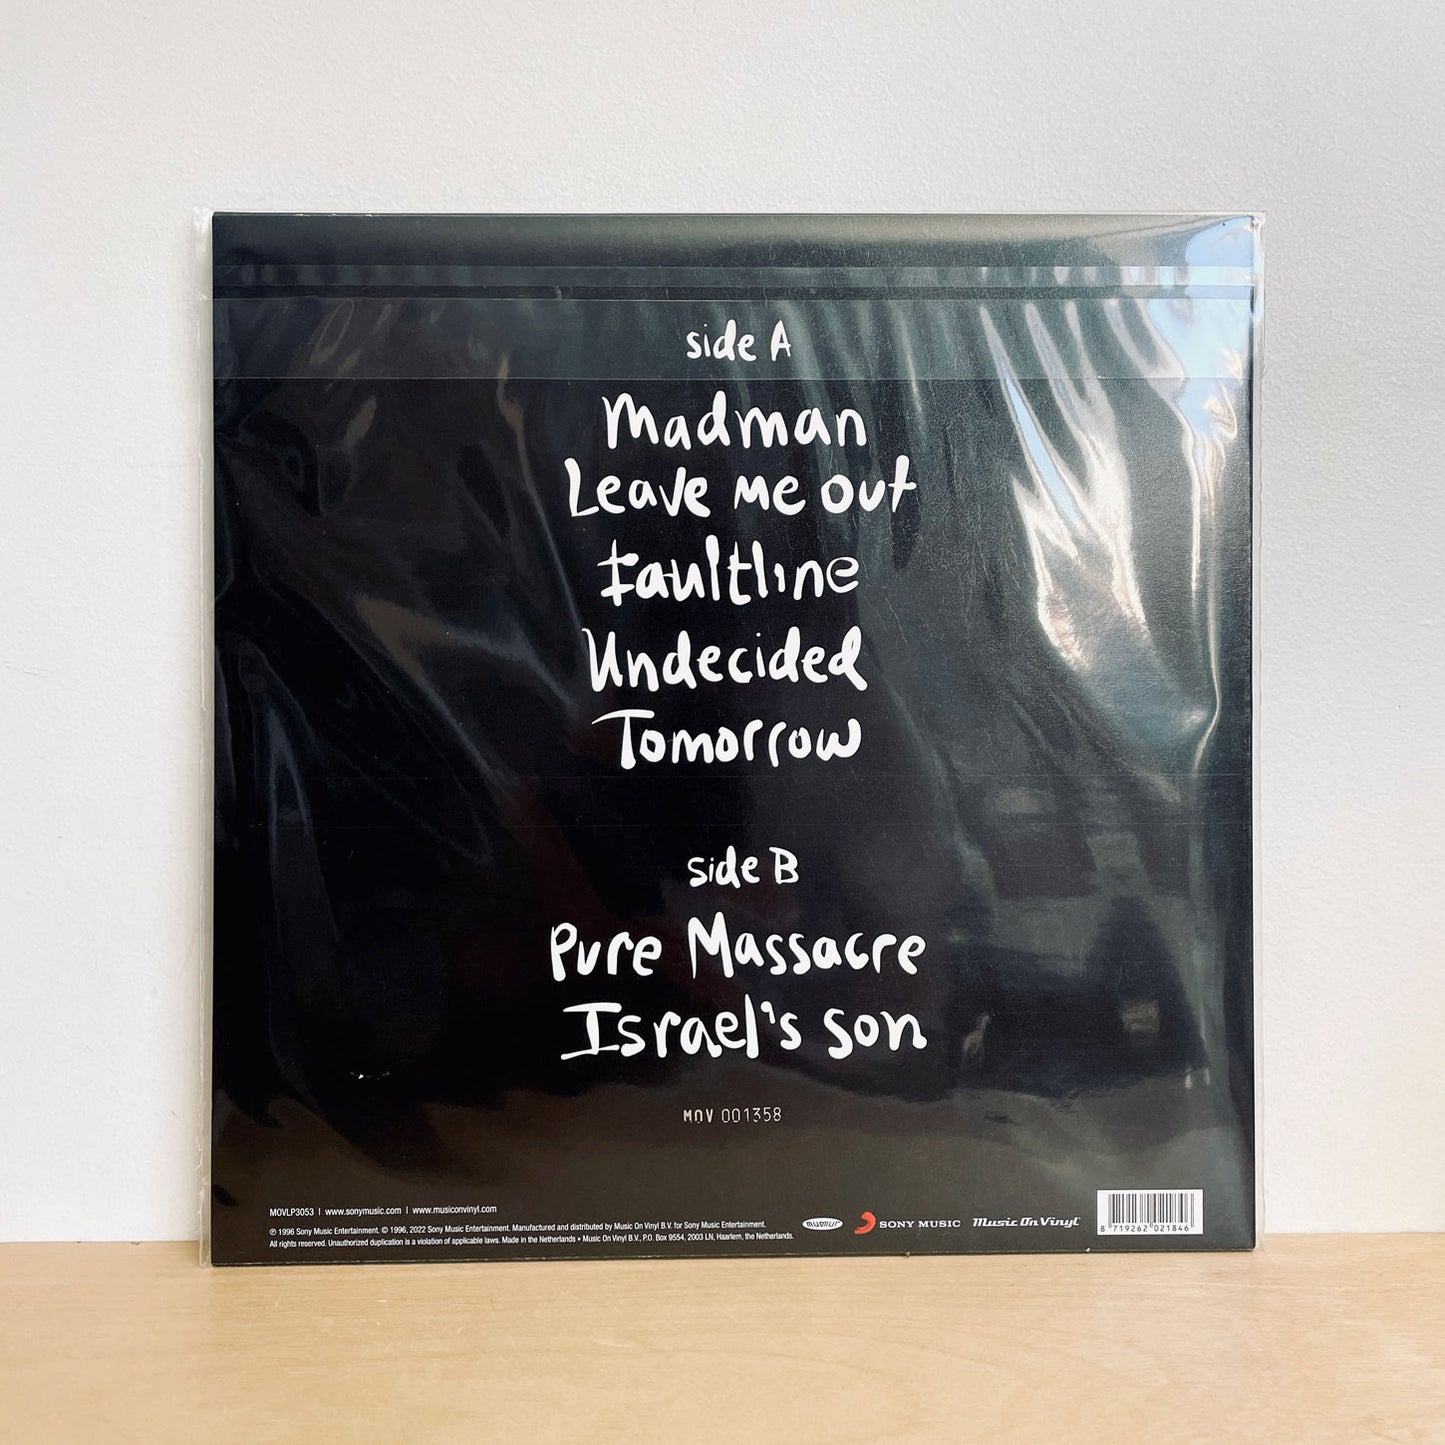 side A
Madman
Leave me out
Faultline
Undecided
Tomorrow
side B
Pure Massacre
Israel's son
MOV 001358
MOVLP3053 | www.sonymusic.com | www.musiconvinyl.com
℗ 1996 Sony Music Entertainment. © 1996, 2022 Sony Music Entertainment. Manufactured and distributed by Music On Vinyl B.V. for Sony Music Entertainment.
All rights reserved. Unauthorized duplication is a violation of applicable laws. Made in the Netherlands • Music On Vinyl B.V., P.O. Box 9554, 2003 LN, Haarlem, the Netherlands.
murmur SONY MUSIC Music On Vinyl
8 719262 021846